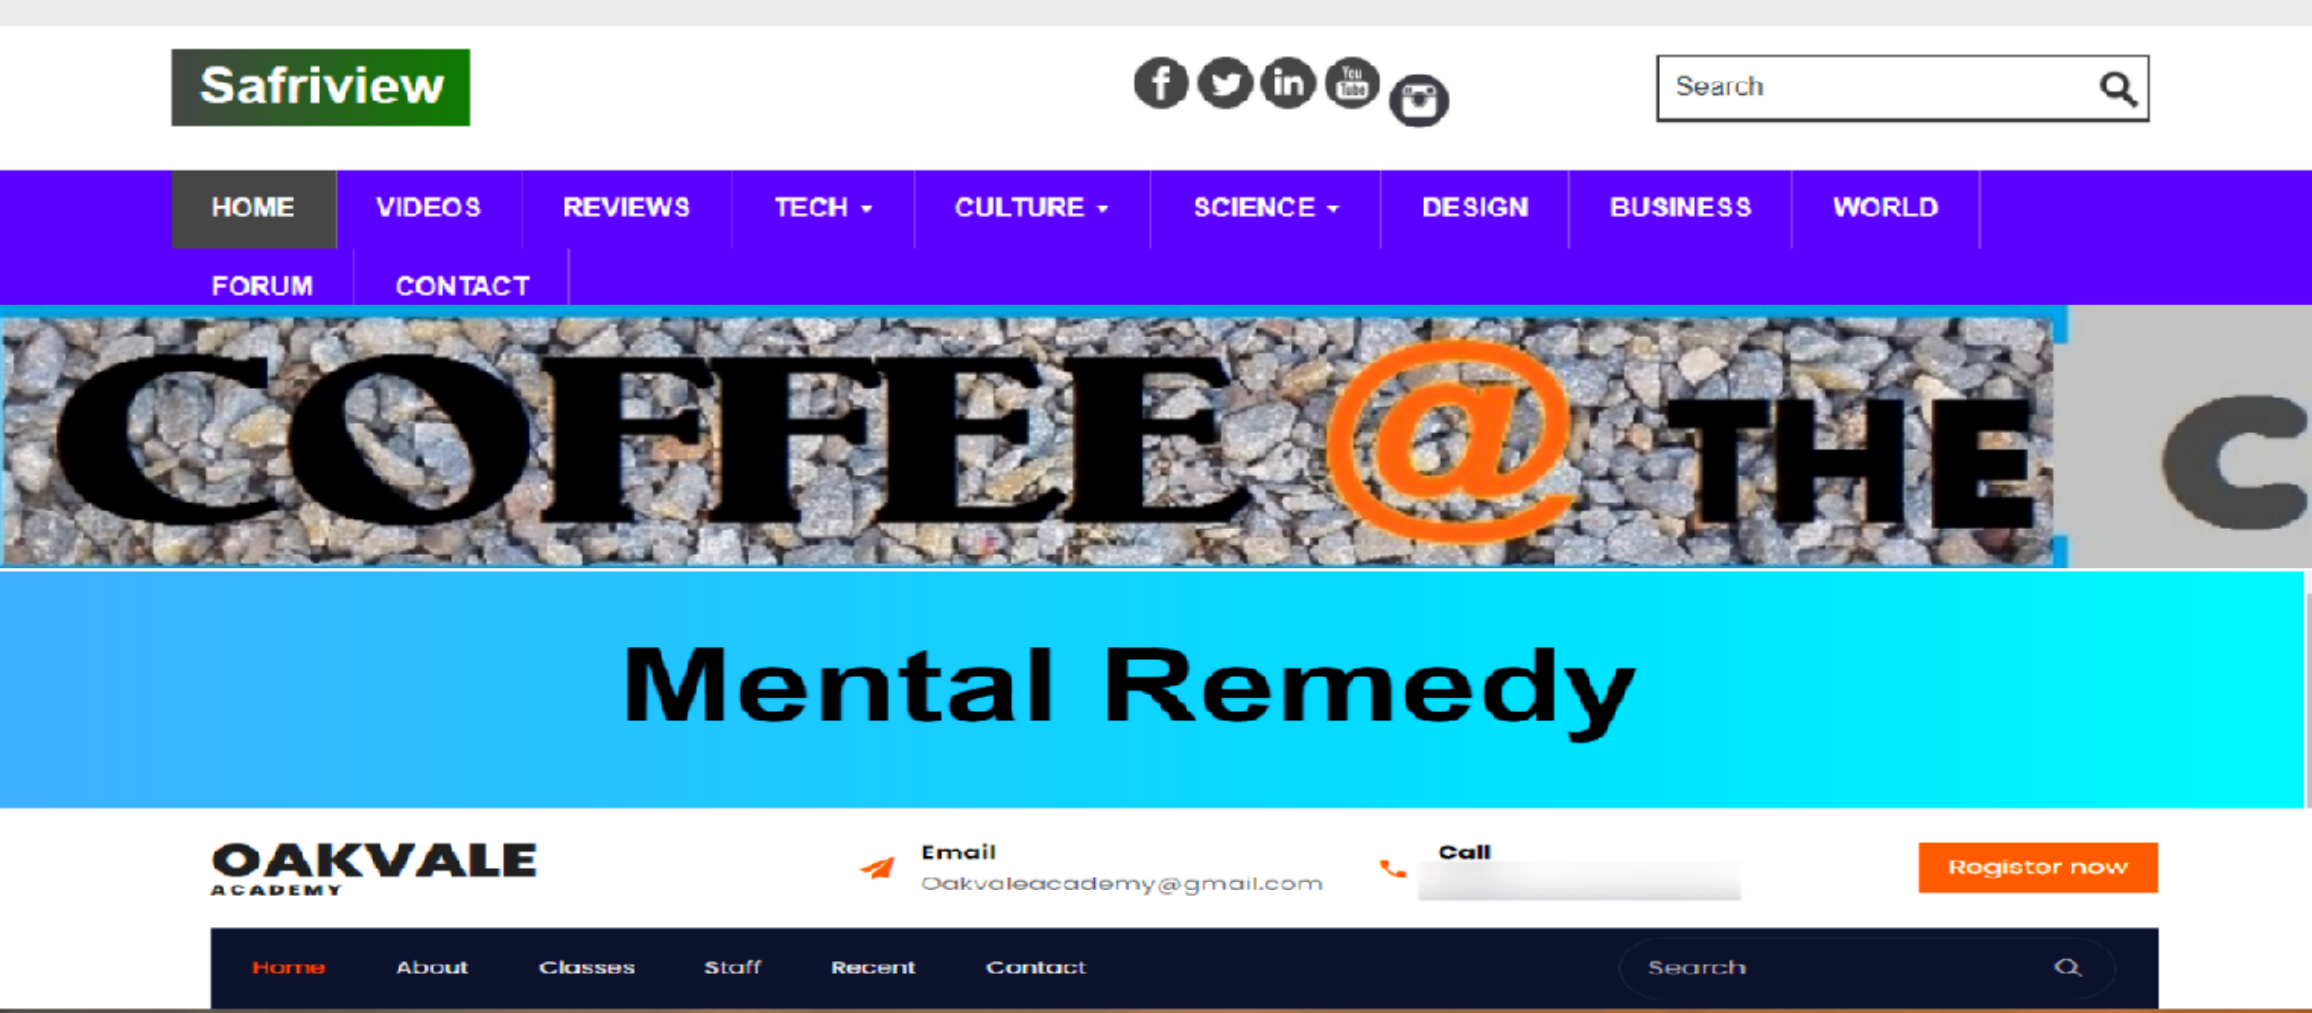 Safriview
Search
HOME VIDEOS REVIEWS TECH CULTURE SCIENCE DESIGN BUSINESS WORLD
FORUM CONTACT
COFFEE @ THE C
Mental Remedy
OAKVALE
ACADEMY
Email
Oakvaleacademy@gmail.com
Call
Register now
Home About Classes Staff Recent Contact
Search